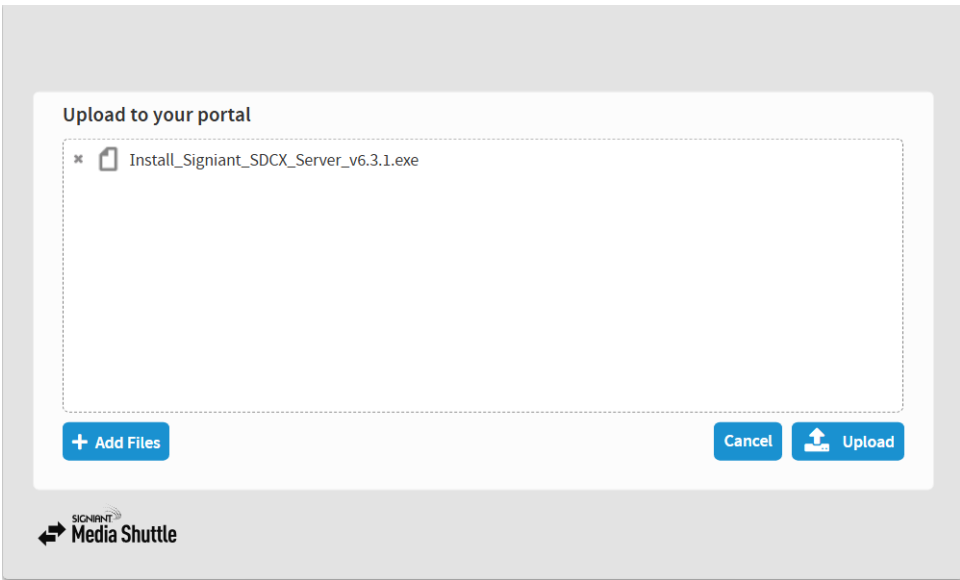 Upload to your portal
Install_Signiant_SDCX_Server_v6.3.1.exe
Add Files
Cancel
Upload
SIGNIANT
Media Shuttle